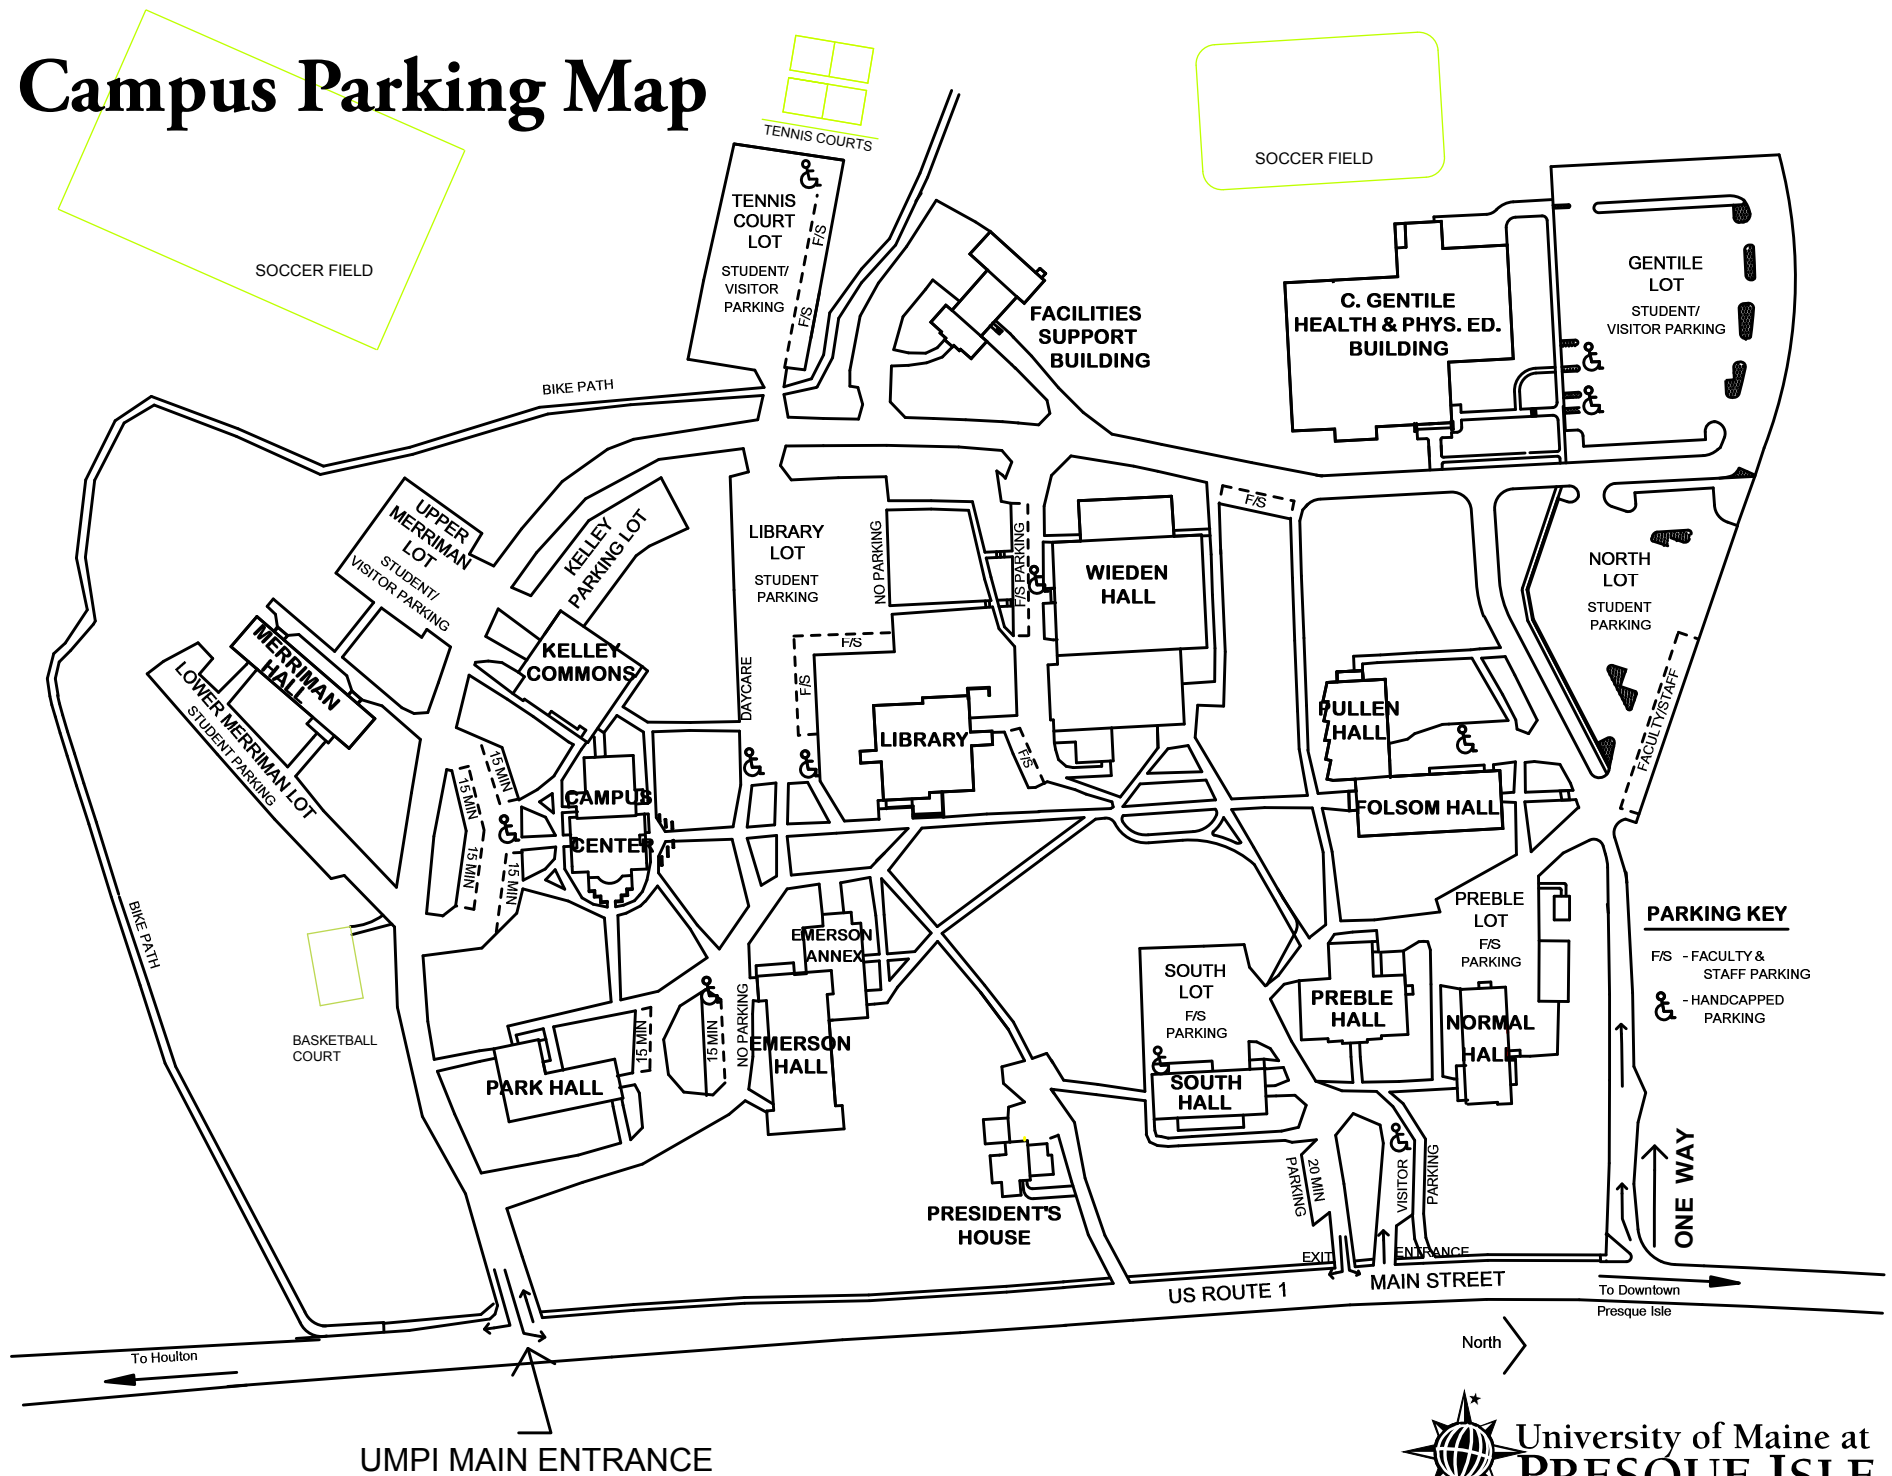 Campus Parking Map
TENNIS COURTS
SOCCER FIELD
SOCCER FIELD
TENNIS
COURT
LOT
STUDENT/
VISITOR
PARKING
F/S
F/S
FACILITIES
SUPPORT
BUILDING
C. GENTILE
HEALTH & PHYS. ED.
BUILDING
GENTILE
LOT
STUDENT/
VISITOR PARKING
BIKE PATH
UPPER
MERRIMAN
LOT
STUDENT/
VISITOR PARKING
KELLEY
PARKING LOT
LIBRARY
LOT
STUDENT
PARKING
NO PARKING
F/S PARKING
F/S
WIEDEN
HALL
NORTH
LOT
STUDENT
PARKING
FACULTY/STAFF
MERRIMAN
HALL
LOWER MERRIMAN LOT
STUDENT PARKING
KELLEY
COMMONS
DAYCARE
F/S
F/S
LIBRARY
F/S
PULLEN
HALL
FOLSOM HALL
15 MIN
15 MIN
15 MIN
15 MIN
CAMPUS
CENTER
BIKE PATH
BASKETBALL
COURT
EMERSON
ANNEX
EMERSON
HALL
NO PARKING
15 MIN
15 MIN
PARK HALL
PREBLE
LOT
F/S
PARKING
SOUTH
LOT
F/S
PARKING
PREBLE
HALL
NORMAL
HALL
SOUTH
HALL
PARKING KEY
F/S - FACULTY &
STAFF PARKING
- HANDCAPPED
PARKING
PRESIDENT'S
HOUSE
20 MIN
PARKING
VISITOR
PARKING
ONE WAY
EXIT
ENTRANCE
US ROUTE 1
MAIN STREET
To Downtown
Presque Isle
To Houlton
North
UMPI MAIN ENTRANCE
University of Maine at
PRESQUE ISLE